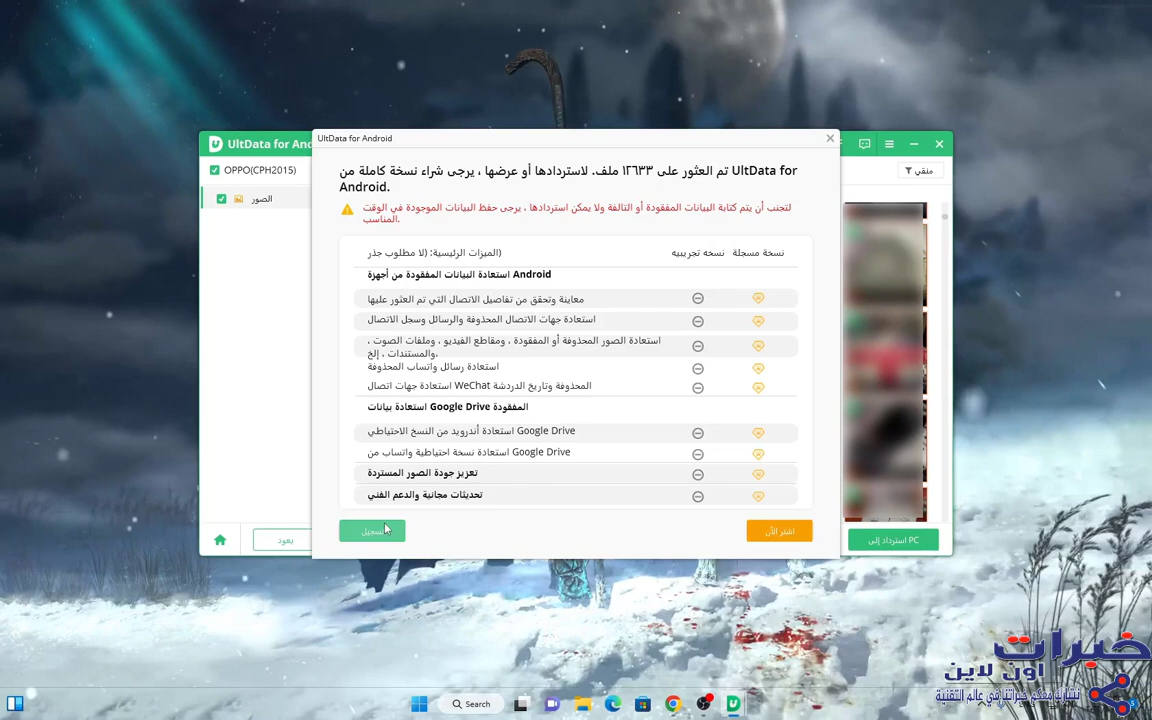 UltData for And
UltData for Android
OPPO(CPH2015)
منقي
الصور
UltData for تم العثور على ١٢٦٣٣ ملف. لاستردادها أو عرضها ، يرجى شراء نسخة كاملة من
Android.
لتجنب أن يتم كتابة البيانات المفقودة أو التالفة ولا يمكن استردادها ، يرجى حفظ البيانات الموجودة في الوقت
المناسب.
(الميزات الرئيسية: (لا مطلوب جذر
نسخه تجريبيه
نسخة مسجلة
Android استعادة البيانات المفقودة من أجهزة
معاينة وتحقق من تفاصيل الاتصال التي تم العثور عليها
استعادة جهات الاتصال المحذوفة والرسائل وسجل الاتصال
استعادة الصور المحذوفة أو المفقودة ، ومقاطع الفيديو ، وملفات الصوت ،
والمستندات ، إلخ.
استعادة رسائل واتساب المحذوفة
المحذوفة وتاريخ الدردشة WeChat استعادة جهات اتصال
المفقودة Google Drive استعادة بيانات
Google Drive استعادة أندرويد من النسخ الاحتياطي
Google Drive استعادة نسخة احتياطية واتساب من
تعزيز جودة الصور المستردة
تحديثات مجانية والدعم الفني
اشتر الآن
بعود
PC استرداد إلى
خبرات
اون لاين
Search